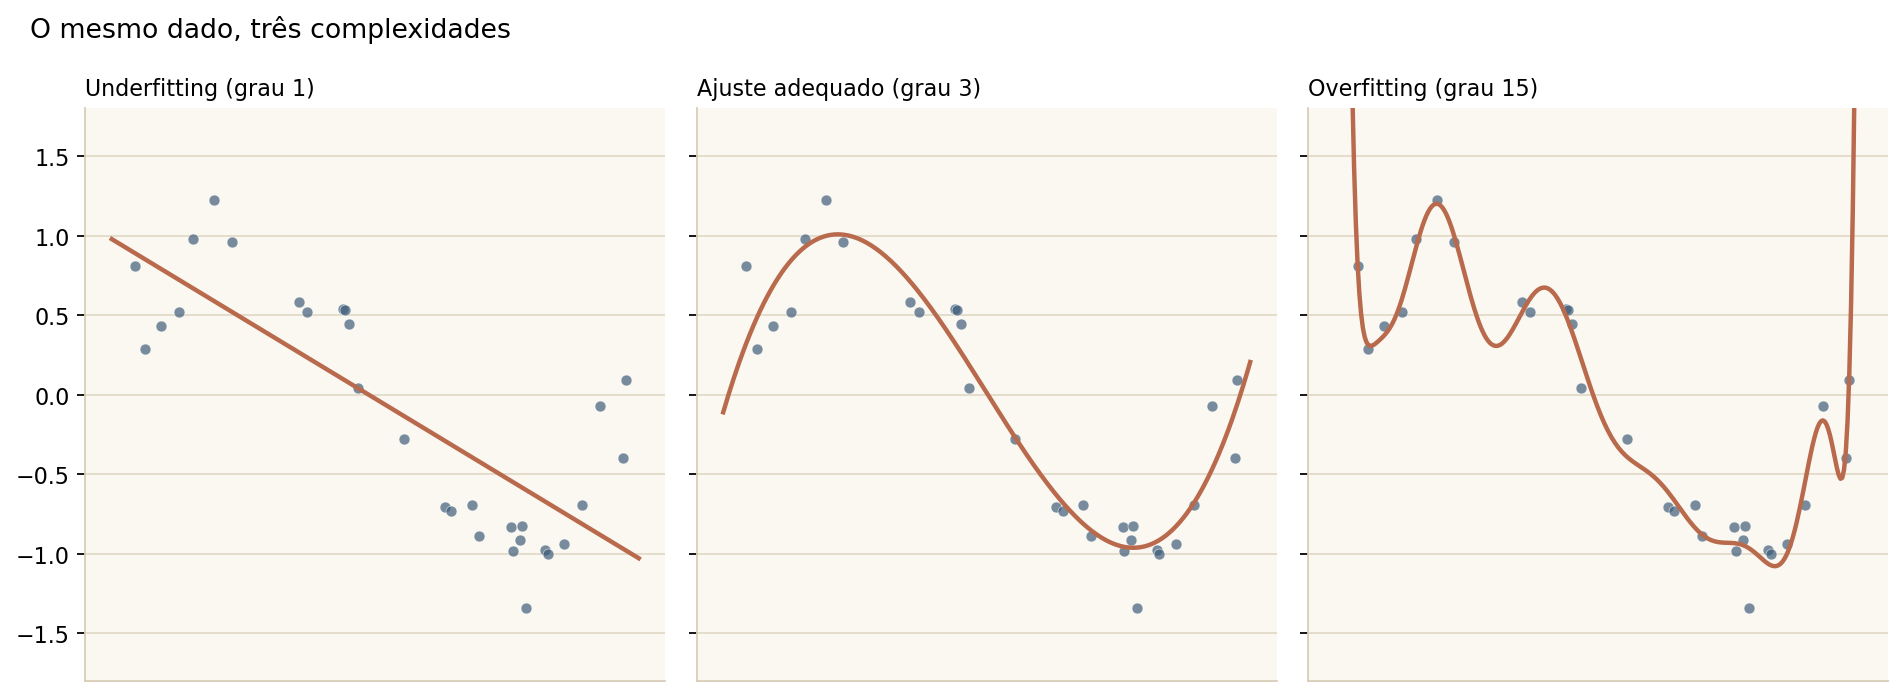 O mesmo dado, três complexidades
Underfitting (grau 1)
Ajuste adequado (grau 3)
Overfitting (grau 15)
1.5
1.0
0.5
0.0
−0.5
−1.0
−1.5